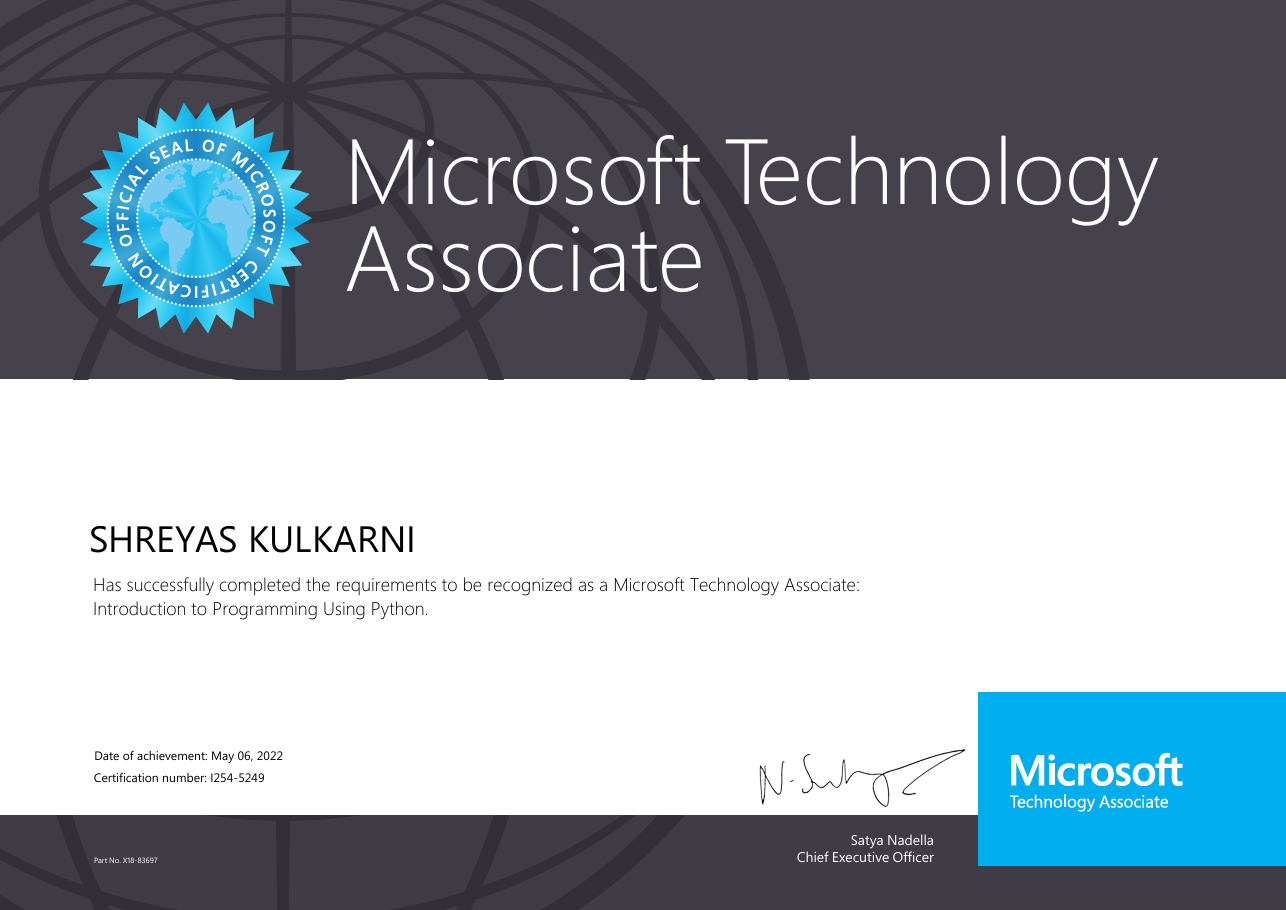 OFFICIAL SEAL OF MICROSOFT CERTIFICATION
Microsoft Technology
Associate
SHREYAS KULKARNI
Has successfully completed the requirements to be recognized as a Microsoft Technology Associate:
Introduction to Programming Using Python.
Date of achievement: May 06, 2022
Certification number: I254-5249
Microsoft
Technology Associate
Satya Nadella
Chief Executive Officer
Part No. X18-83697